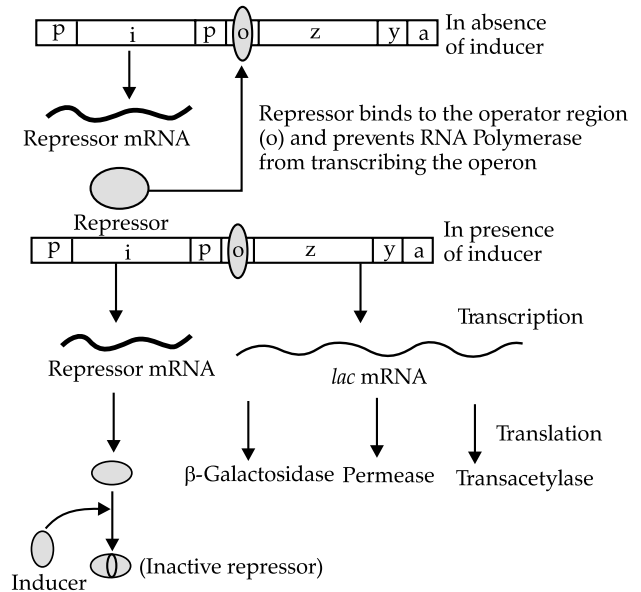 p i p o z y a
In absence
of inducer
Repressor mRNA
Repressor binds to the operator region
(o) and prevents RNA Polymerase
from transcribing the operon
Repressor
p i p o z y a
In presence
of inducer
Transcription
Repressor mRNA
lac mRNA
Translation
β-Galactosidase Permease Transacetylase
Inducer
(Inactive repressor)